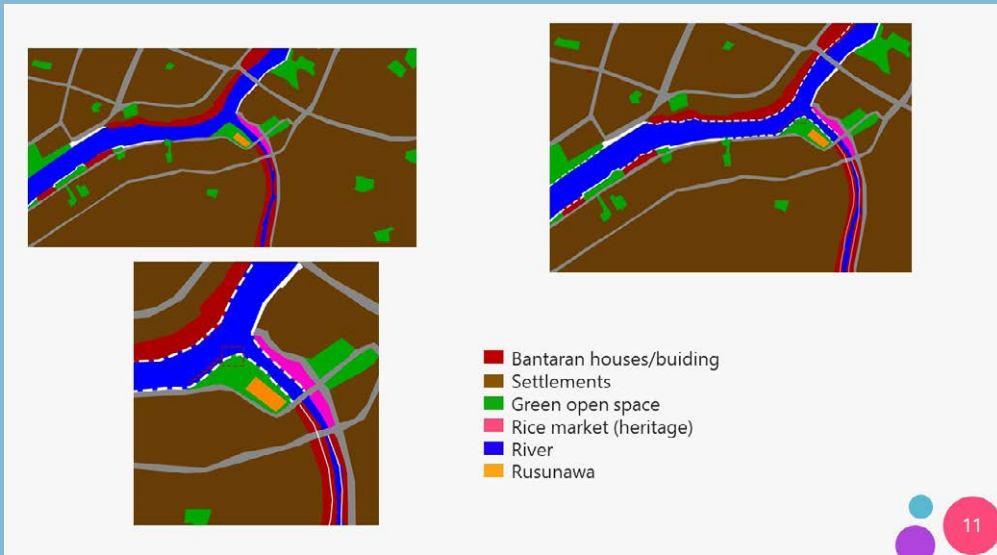 Bantaran houses/buiding
Settlements
Green open space
Rice market (heritage)
River
Rusunawa
11